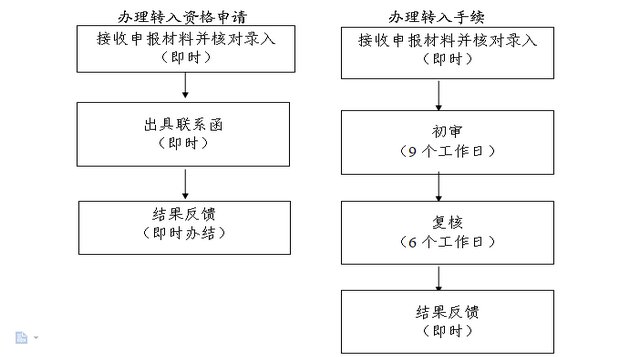 办理转入资格申请
接收申报材料并核对录入
（即时）
出具联系函
（即时）
结果反馈
（即时办结）
办理转入手续
接收申报材料并核对录入
（即时）
初审
（9 个工作日）
复核
（6 个工作日）
结果反馈
（即时）